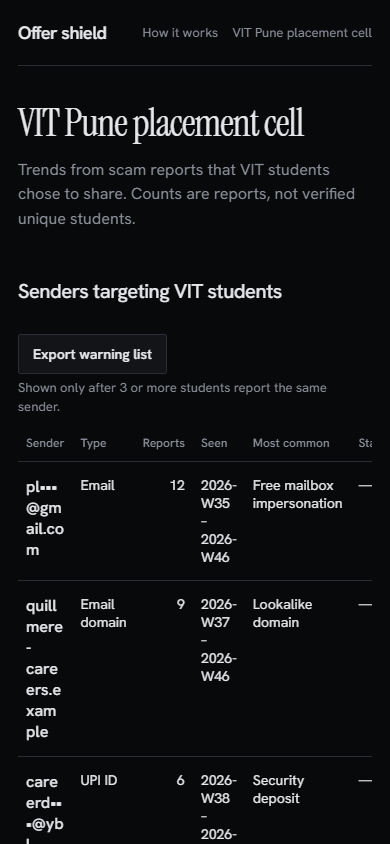 Offer shield
How it works
VIT Pune placement cell
VIT Pune placement cell
Trends from scam reports that VIT students
chose to share. Counts are reports, not verified
unique students.
Senders targeting VIT students
Export warning list
Shown only after 3 or more students report the same
sender.
Sender Type Reports Seen Most common
pl▪▪▪
@gm
ail.co
m
Email
12
2026-
W35
–
2026-
W46
Free mailbox
impersonation
—
quill
mere
-
care
ers.e
xam
ple
Email
domain
9
2026-
W37
–
2026-
W46
Lookalike
domain
—
care
erd▪▪
▪@yb
UPI ID
6
2026-
W38
–
2026-
Security
deposit
—